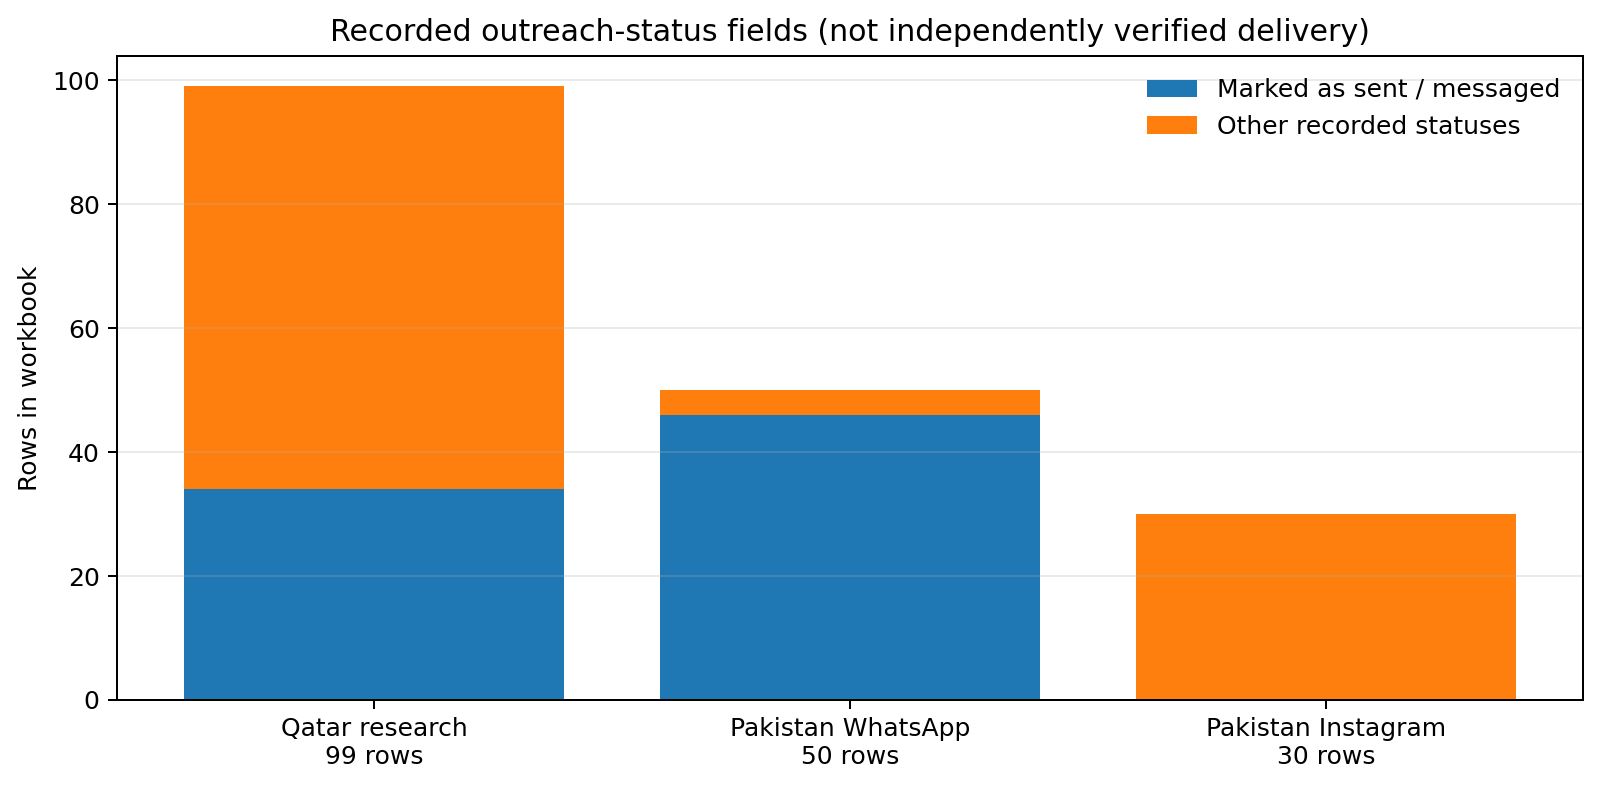 Recorded outreach-status fields (not independently verified delivery)
Marked as sent / messaged
Other recorded statuses
Rows in workbook
100
80
60
40
20
0
Qatar research
99 rows
Pakistan WhatsApp
50 rows
Pakistan Instagram
30 rows